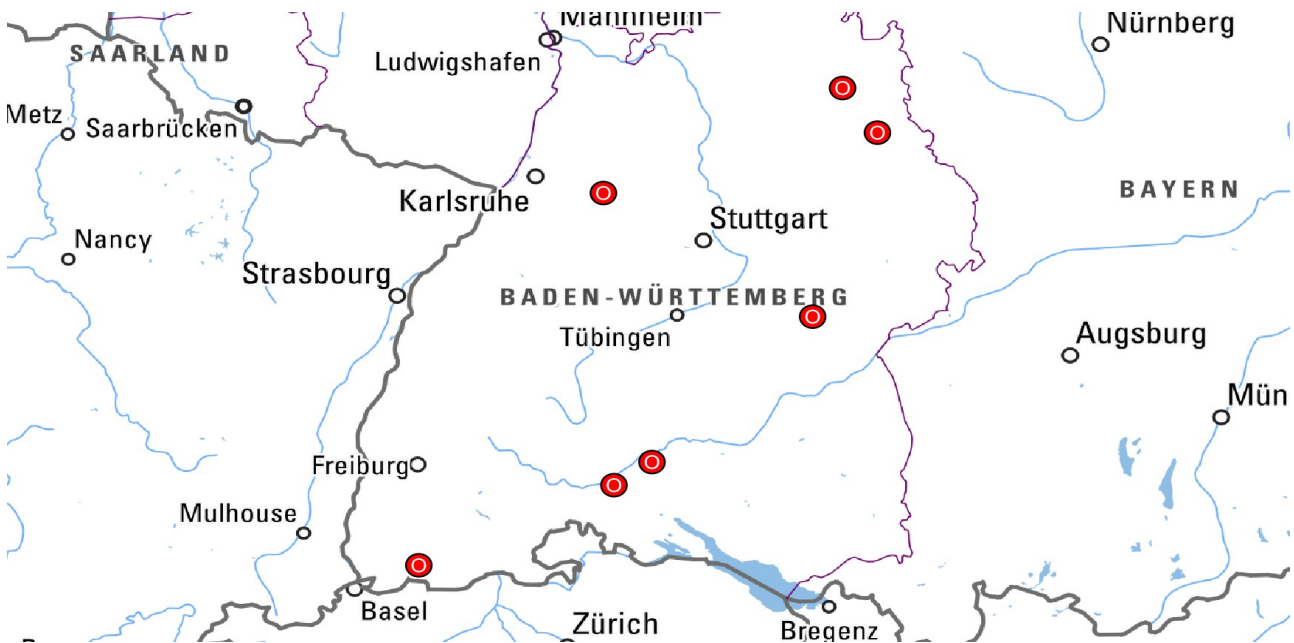 Mannheim
Nürnberg
SAARLAND
Ludwigshafen
O
Metz
Saarbrücken
O
BAYERN
O
Karlsruhe
Stuttgart
Nancy
Strasbourg
BADEN-WÜRTTEMBERG
O
Tübingen
Augsburg
Mün
Freiburg
O
O
Mulhouse
O
Basel
Zürich
Bregenz